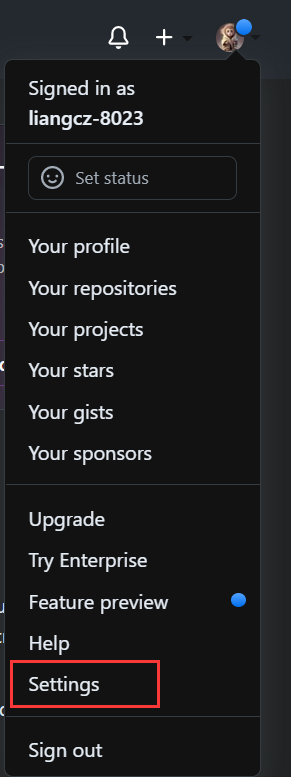 Signed in as
liangcz-8023
Set status
Your profile
Your repositories
Your projects
Your stars
Your gists
Your sponsors
Upgrade
Try Enterprise
Feature preview
Help
Settings
Sign out